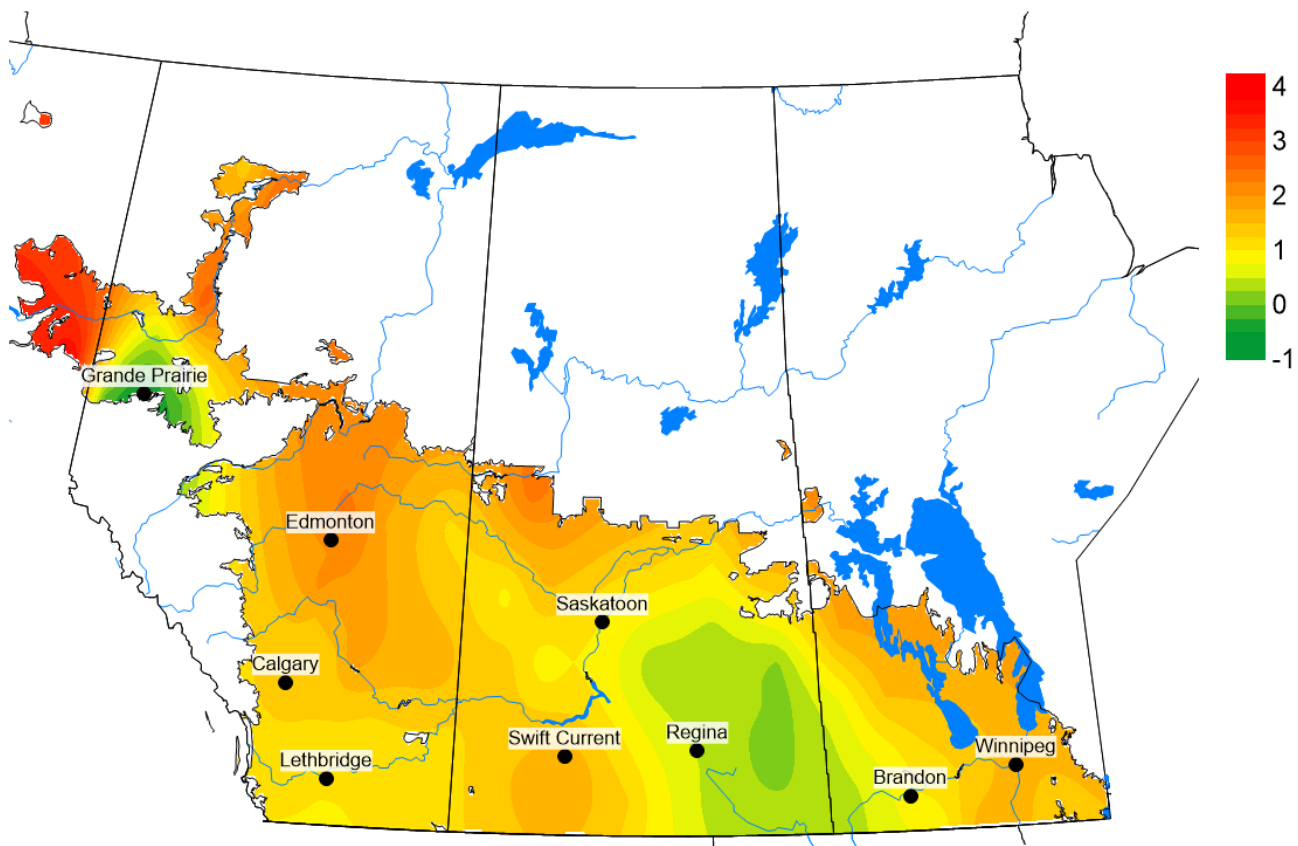 4
3
2
1
0
-1
Grande Prairie
Edmonton
Saskatoon
Calgary
Swift Current
Regina
Lethbridge
Winnipeg
Brandon